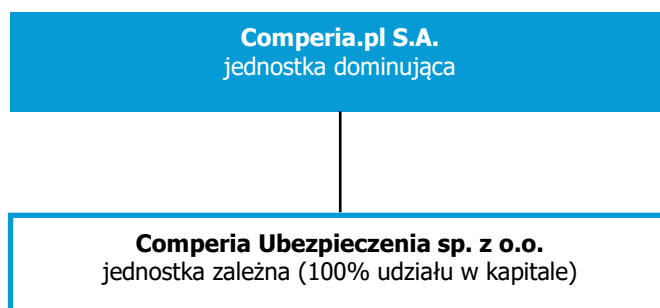 Comperia.pl S.A.
jednostka dominująca
Comperia Ubezpieczenia sp. z o.o.
jednostka zależna (100% udziału w kapitale)